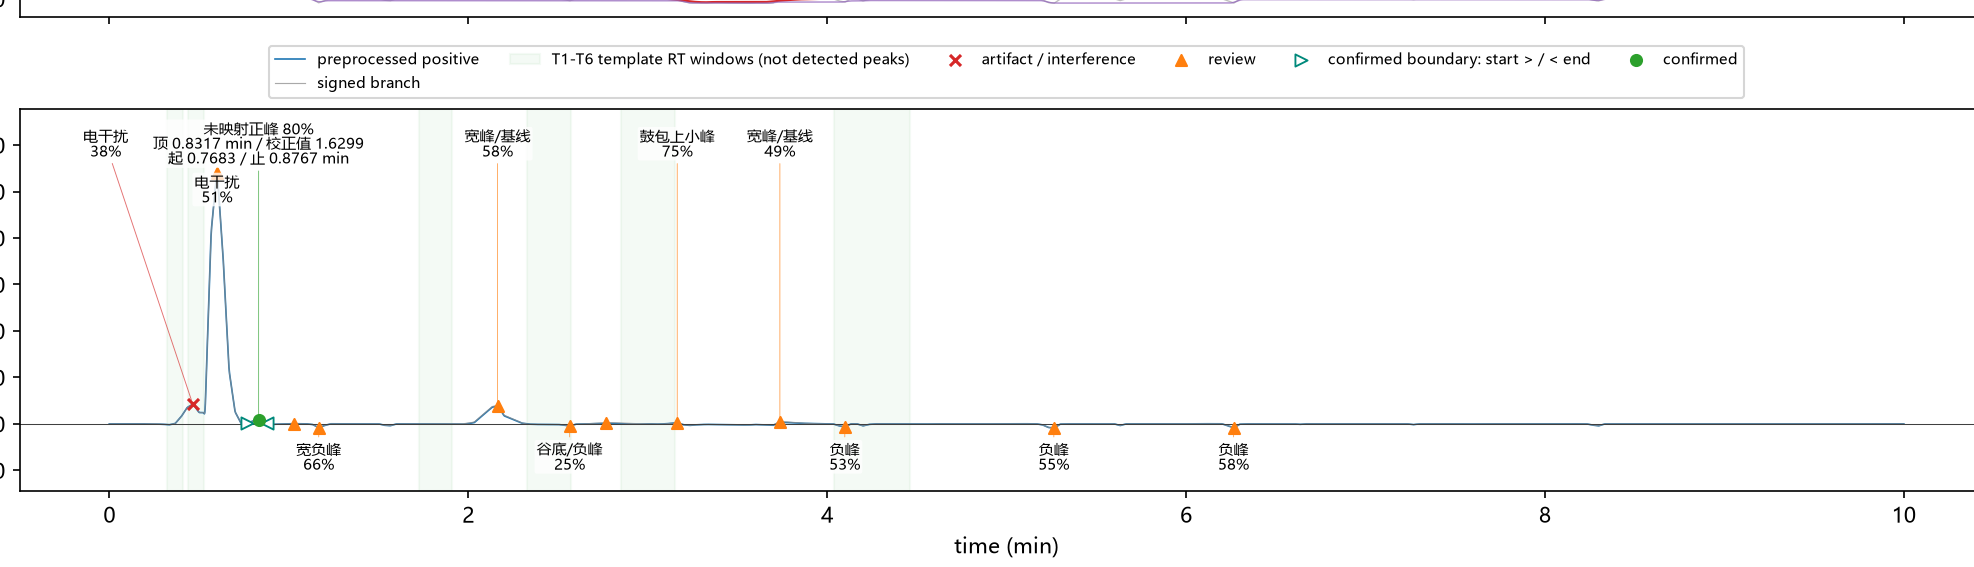 preprocessed positive
T1-T6 template RT windows (not detected peaks)
artifact / interference
review
confirmed boundary: start > / < end
confirmed
signed branch
电干扰
38%
未映射正峰 80%
顶 0.8317 min / 校正值 1.6299
起 0.7683 / 止 0.8767 min
电干扰
51%
宽峰/基线
58%
鼓包上小峰
75%
宽峰/基线
49%
宽负峰
66%
谷底/负峰
25%
负峰
53%
负峰
55%
负峰
58%
0
2
4
6
8
10
time (min)